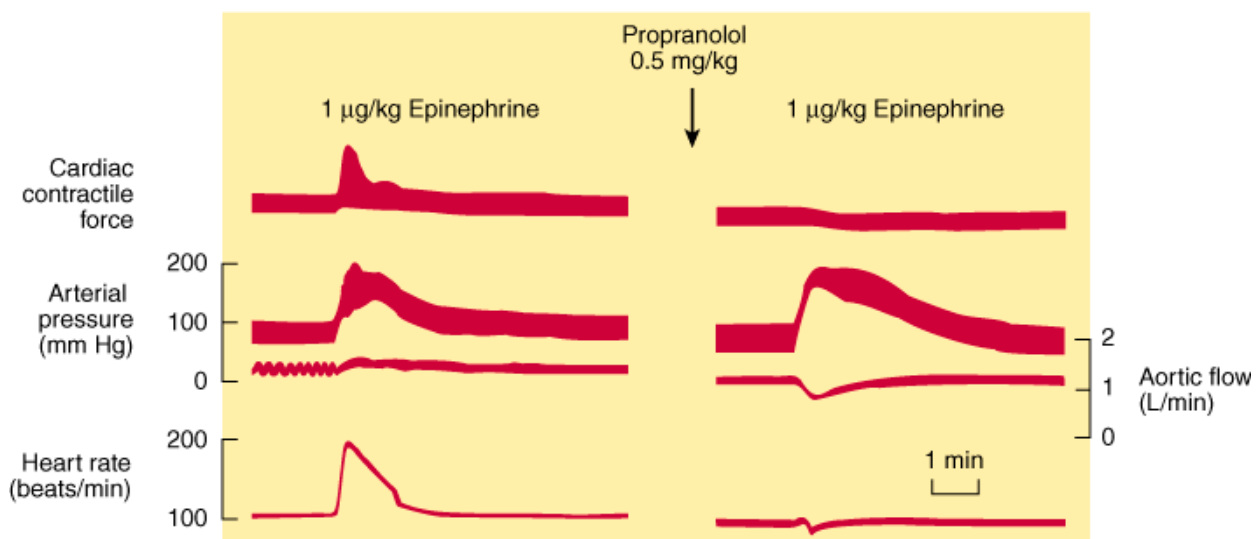 Propranolol
0.5 mg/kg
1 μg/kg Epinephrine
1 μg/kg Epinephrine
Cardiac
contractile
force
200
Arterial
pressure
(mm Hg)
100
0
2
1
0
Aortic flow
(L/min)
200
Heart rate
(beats/min)
100
1 min